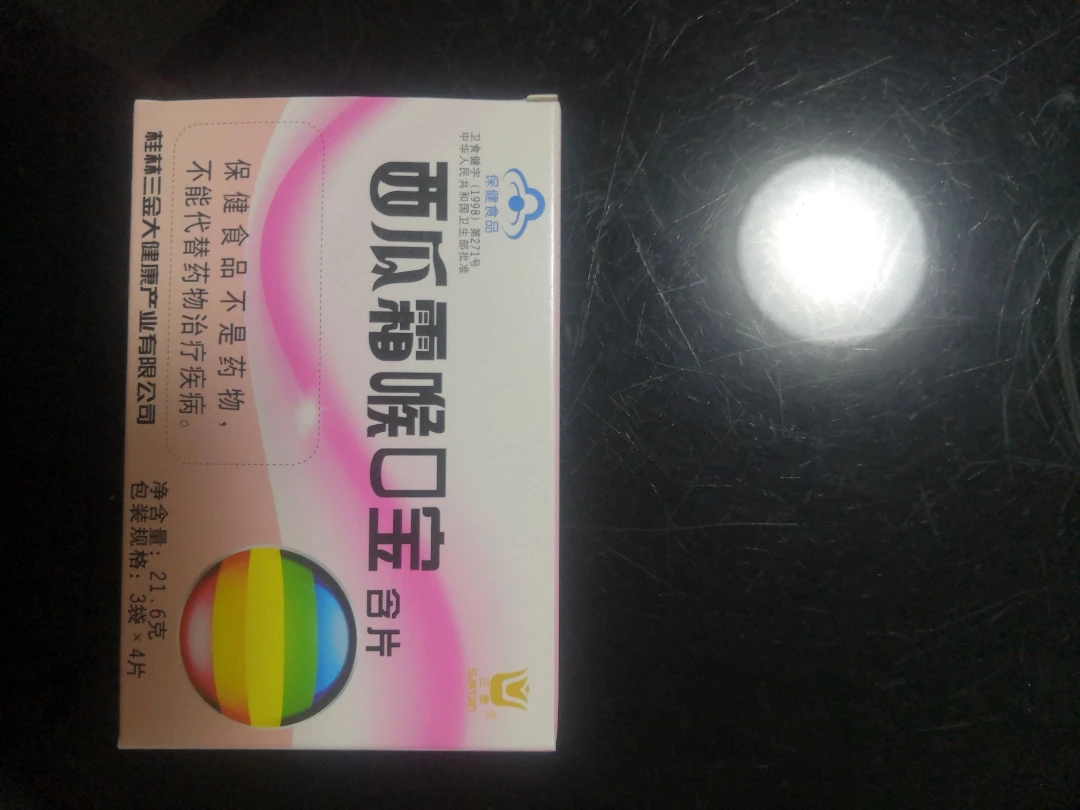 保健食品
卫食健字（1998）第271号
中华人民共和国卫生部批准
三金
SANJIN
西瓜霜喉口宝含片
保健食品不是药物，
不能代替药物治疗疾病。
净含量：21.6克
包装规格：3袋×4片
桂林三金大健康产业有限公司